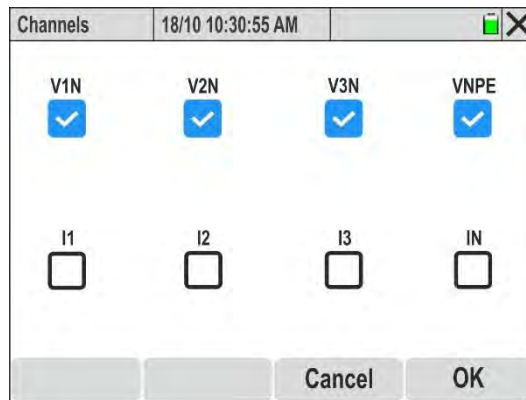 Channels 18/10 10:30:55 AM
V1N V2N V3N VNPE
I1 I2 I3 IN
Cancel OK